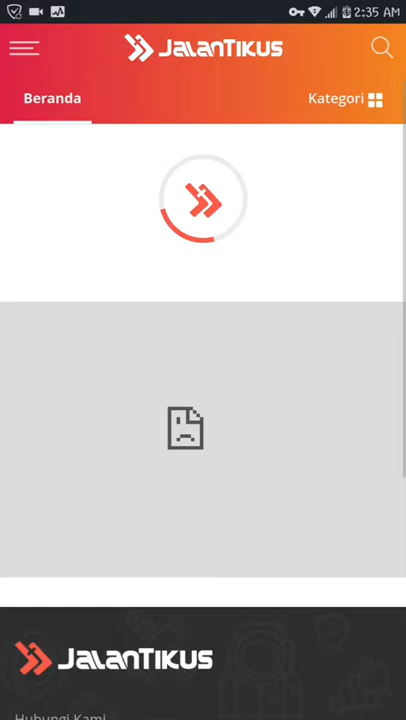 2:35 AM
JALANTIKUS
Beranda
Kategori
JALANTIKUS
Hubungi Kami